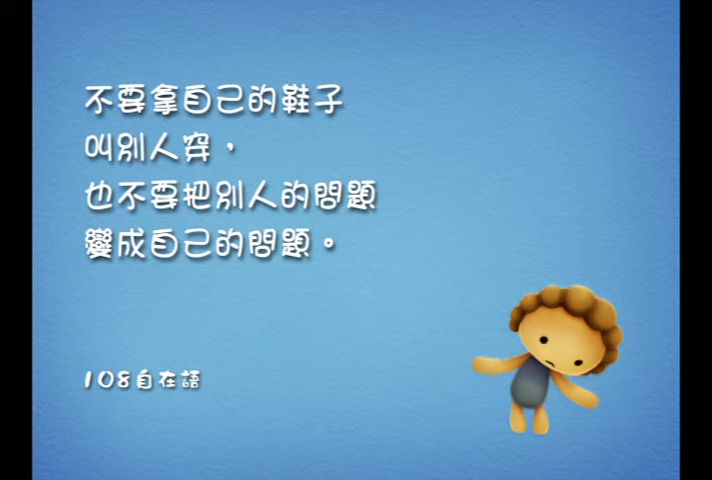 不要拿自己的鞋子
叫別人穿，
也不要把別人的問題
變成自己的問題。
108自在語